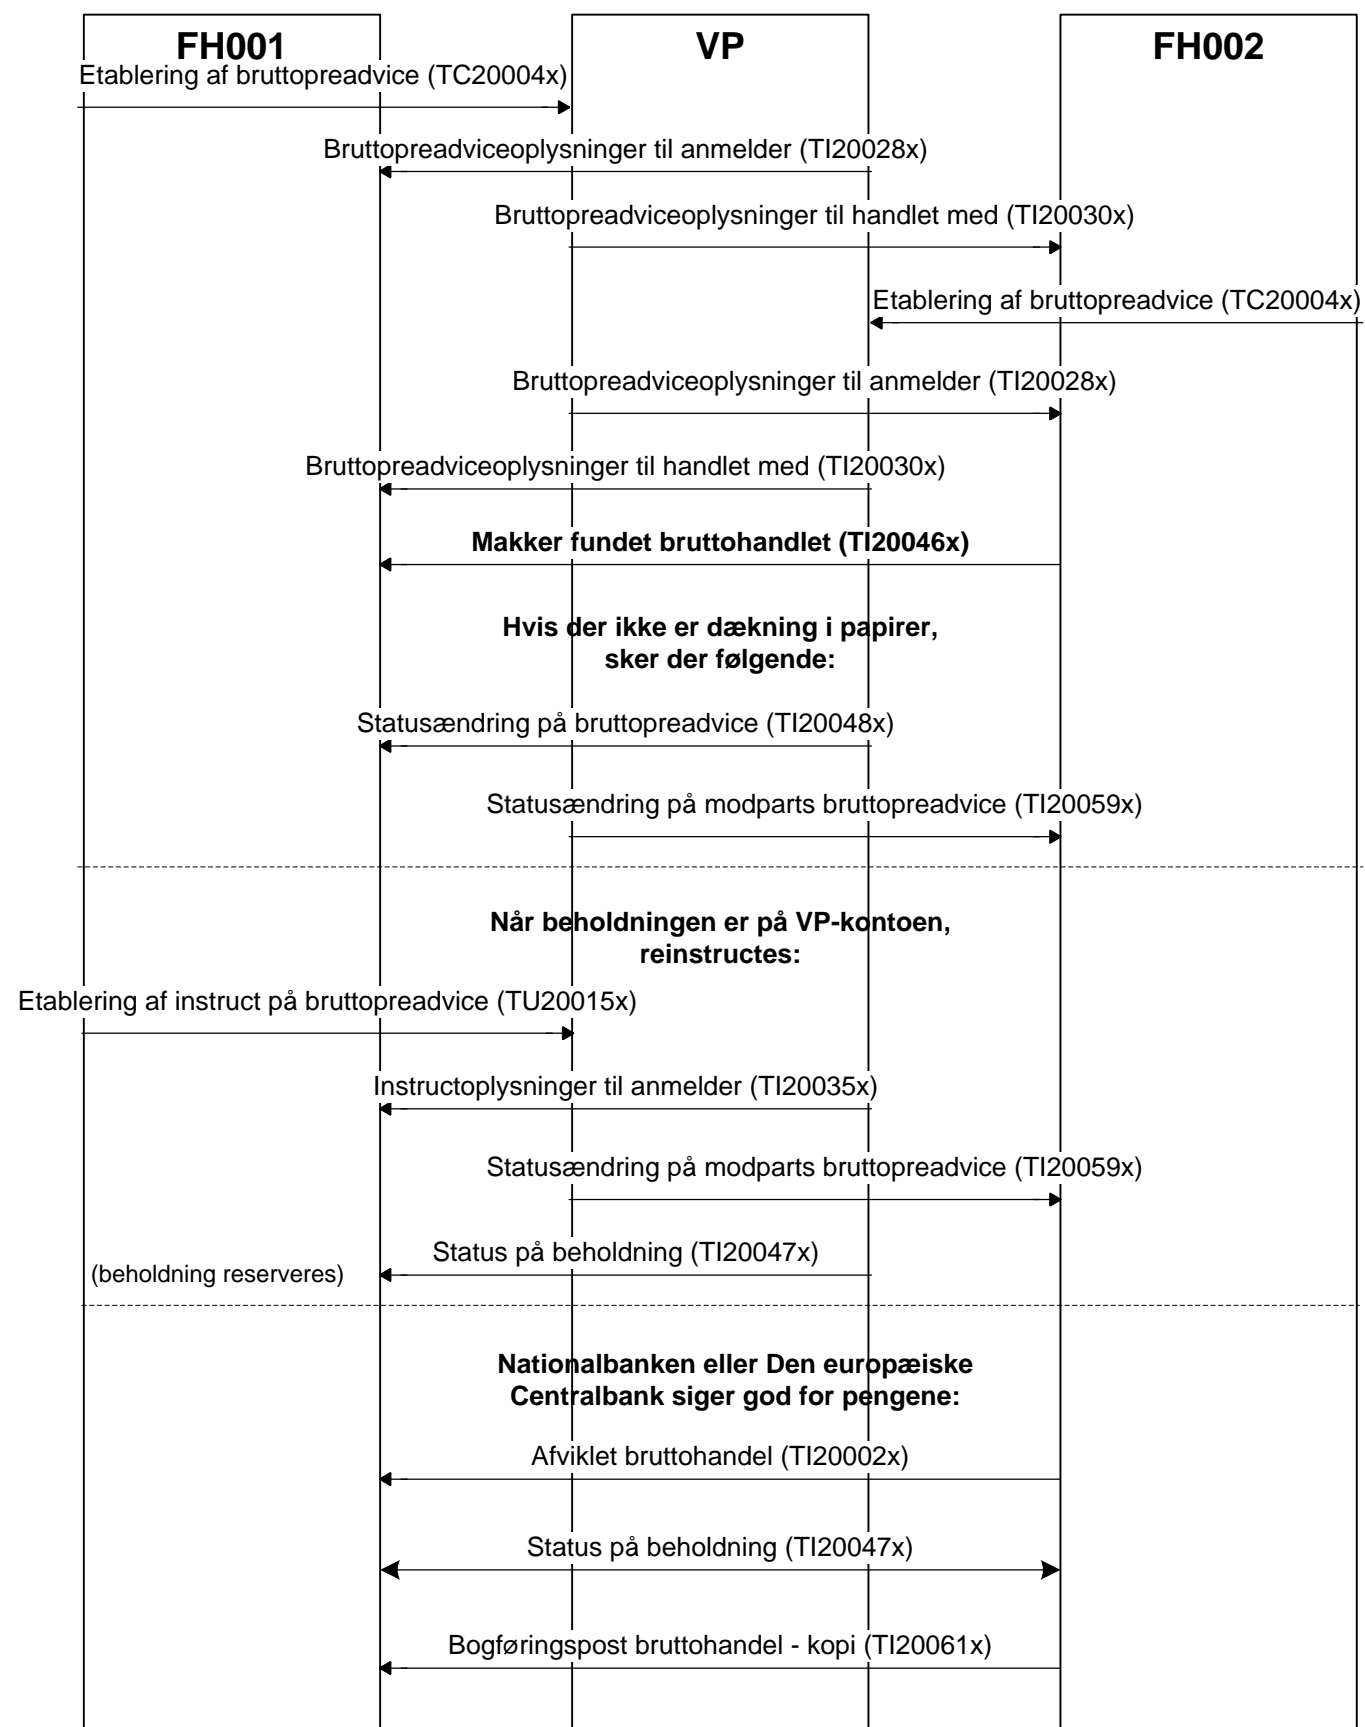 FH001
VP
FH002
Etablering af bruttopreadvice (TC20004x)
Bruttopreadviceoplysninger til anmelder (TI20028x)
Bruttopreadviceoplysninger til handlet med (TI20030x)
Etablering af bruttopreadvice (TC20004x)
Bruttopreadviceoplysninger til anmelder (TI20028x)
Bruttopreadviceoplysninger til handlet med (TI20030x)
Makker fundet bruttohandlet (TI20046x)
Hvis der ikke er dækning i papirer,
sker der følgende:
Statusændring på bruttopreadvice (TI20048x)
Statusændring på modparts bruttopreadvice (TI20059x)
Når beholdningen er på VP-kontoen,
reinstructes:
Etablering af instruct på bruttopreadvice (TU20015x)
Instructoplysninger til anmelder (TI20035x)
Statusændring på modparts bruttopreadvice (TI20059x)
Status på beholdning (TI20047x)
(beholdning reserveres)
Nationalbanken eller Den europæiske
Centralbank siger god for pengene:
Afviklet bruttohandel (TI20002x)
Status på beholdning (TI20047x)
Bogføringspost bruttohandel - kopi (TI20061x)